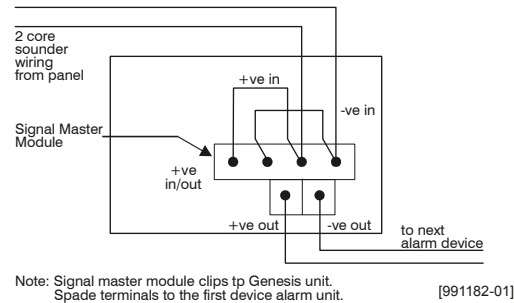 2 core
sounder
wiring
from panel
+ve in
-ve in
Signal Master
Module
+ve
in/out
+ve out
-ve out
to next
alarm device
Note: Signal master module clips tp Genesis unit.
Spade terminals to the first device alarm unit.
[991182-01]